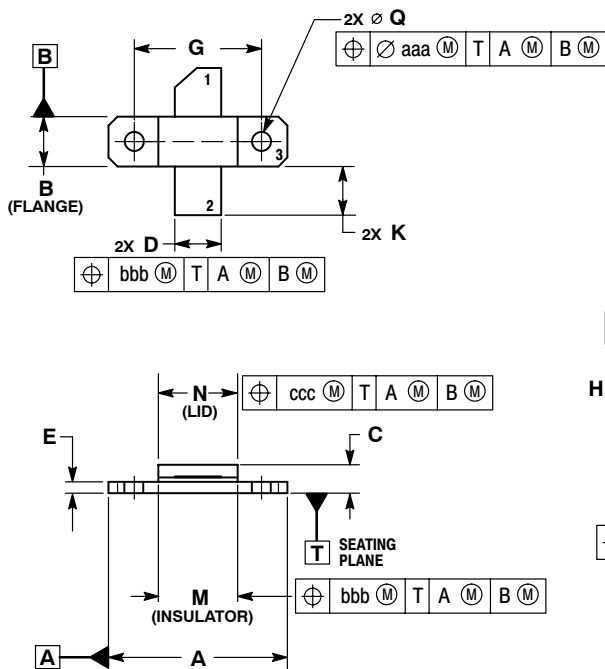 2X ⌀ Q
G
⌖ ⌀ aaa Ⓜ T A Ⓜ B Ⓜ
B
1
3
B
(FLANGE)
2
2X K
2X D
⌖ bbb Ⓜ T A Ⓜ B Ⓜ
N
(LID)
⌖ ccc Ⓜ T A Ⓜ B Ⓜ
H
E
C
T
SEATING
PLANE
M
(INSULATOR)
⌖ bbb Ⓜ T A Ⓜ B Ⓜ
A
A